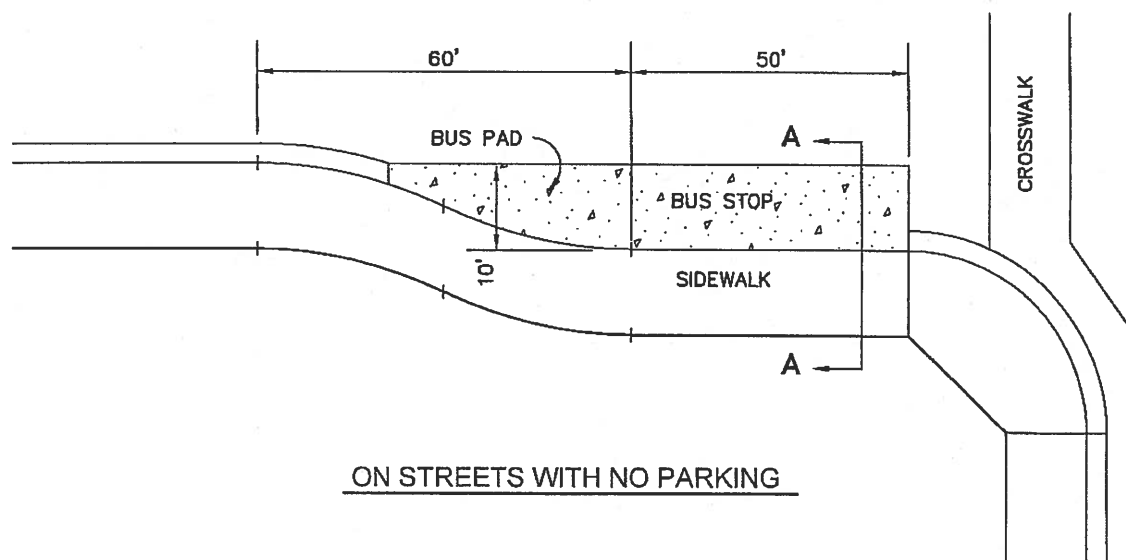 60'
50'
BUS PAD
A
CROSSWALK
BUS STOP
10'
SIDEWALK
A
ON STREETS WITH NO PARKING